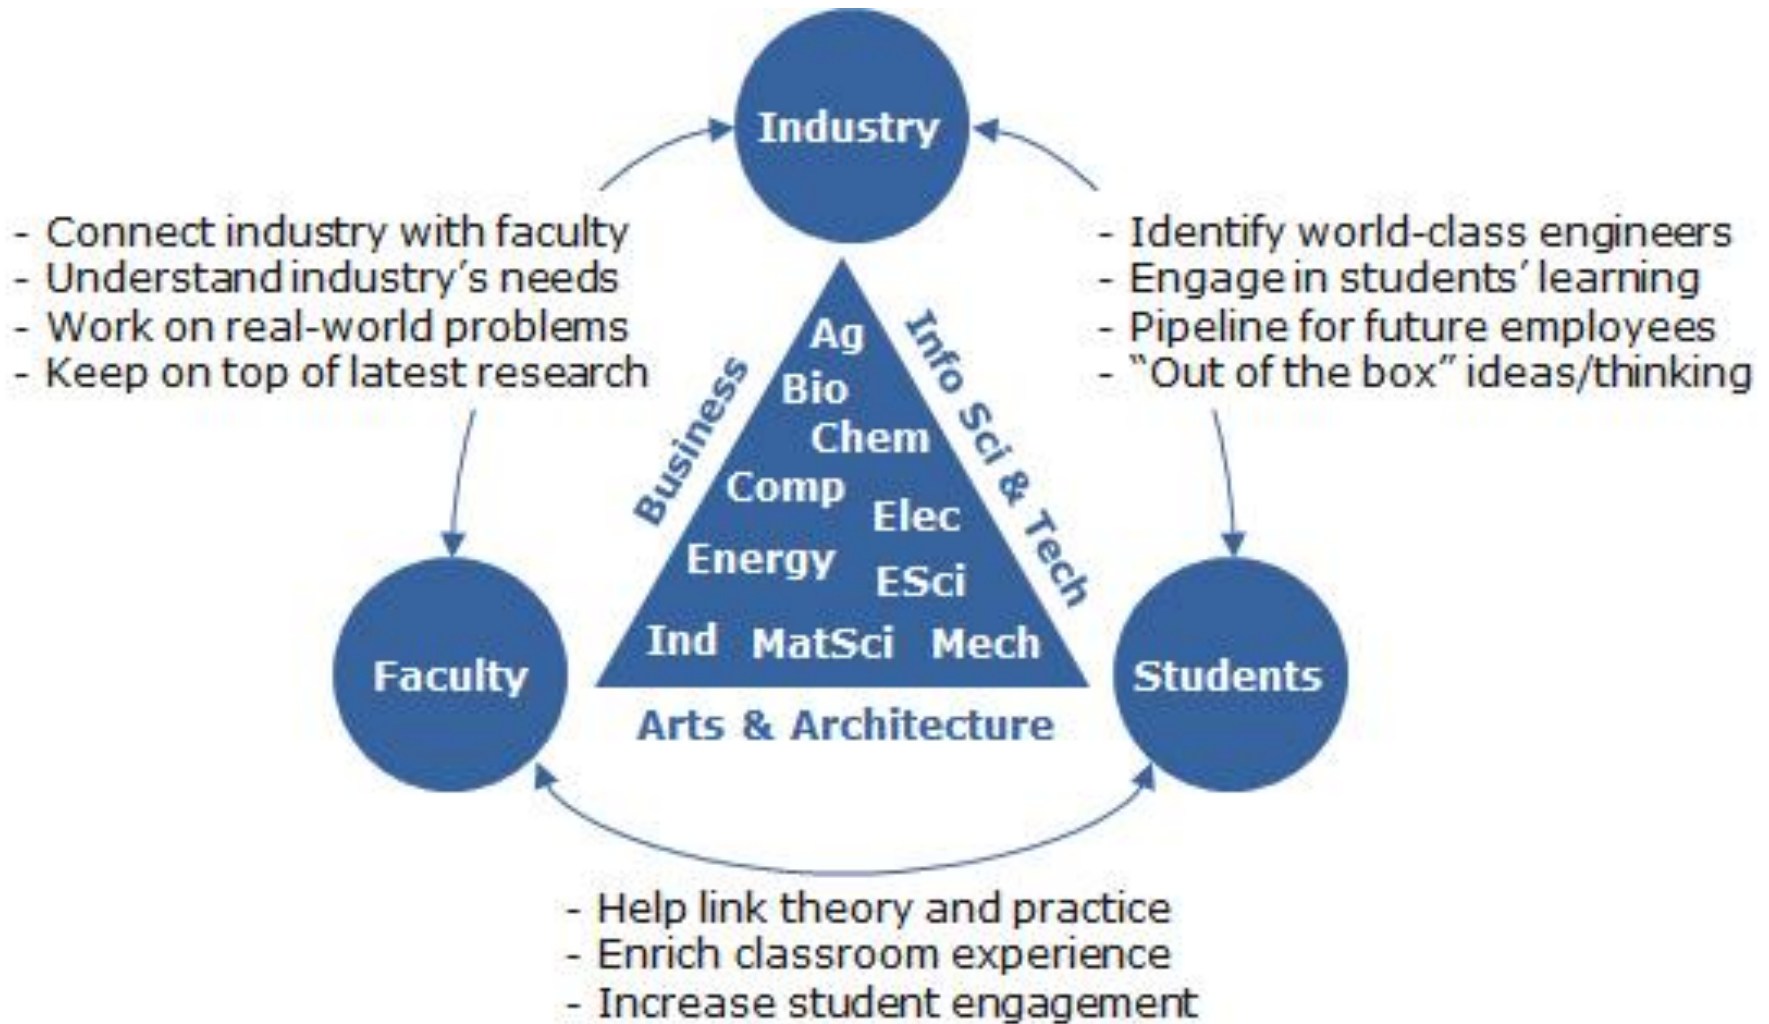 Industry
- Connect industry with faculty
- Understand industry’s needs
- Work on real-world problems
- Keep on top of latest research
- Identify world-class engineers
- Engage in students’ learning
- Pipeline for future employees
- “Out of the box” ideas/thinking
Business
Info Sci & Tech
Ag
Bio
Chem
Comp
Elec
Energy
ESci
Ind MatSci Mech
Faculty
Students
Arts & Architecture
- Help link theory and practice
- Enrich classroom experience
- Increase student engagement